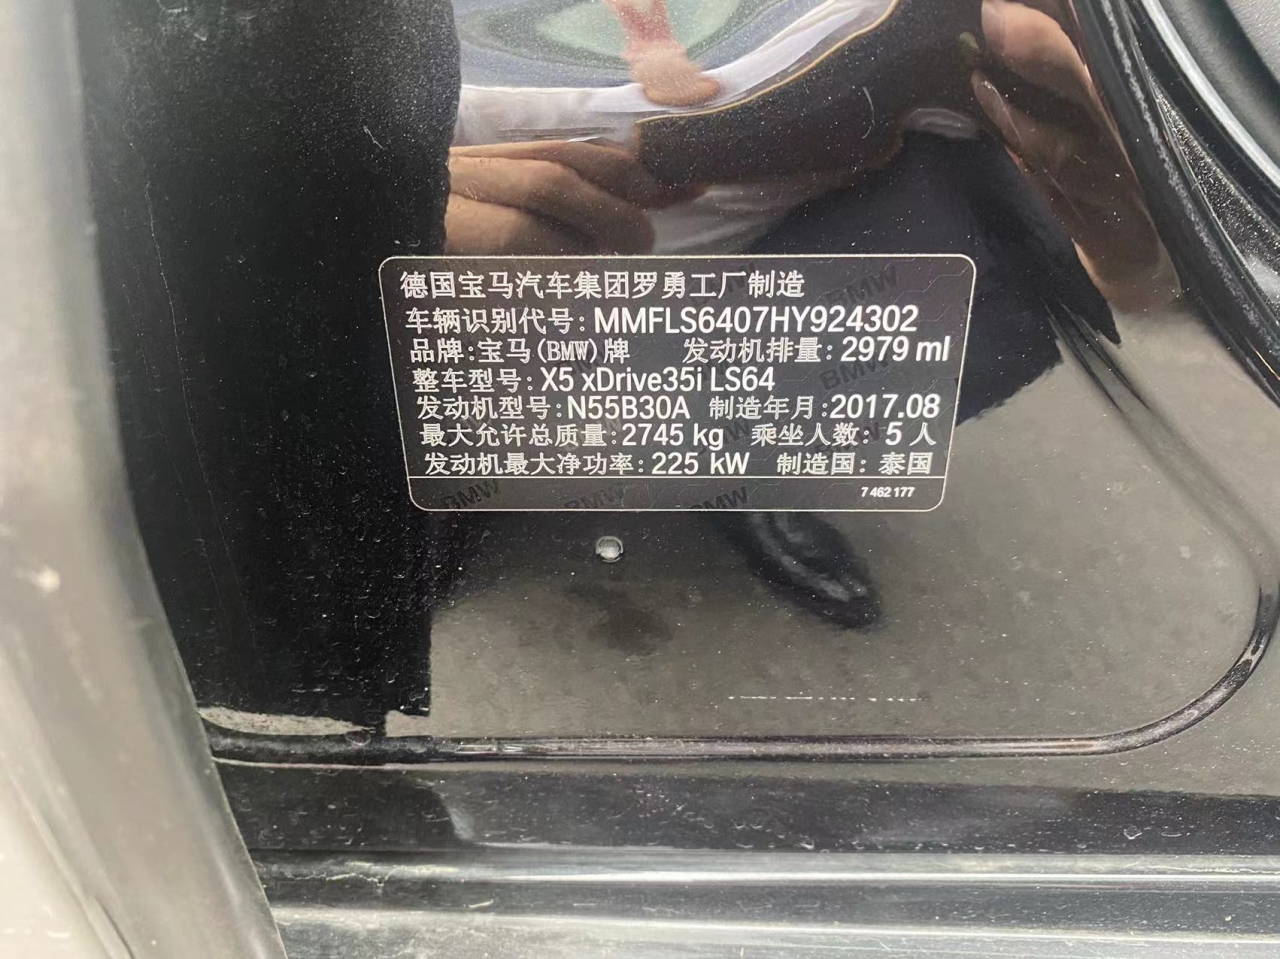 德国宝马汽车集团罗勇工厂制造
车辆识别代号: MMFLS6407HY924302
品牌:宝马(BMW)牌 发动机排量: 2979 ml
整车型号: X5 xDrive35i LS64
发动机型号: N55B30A 制造年月:2017.08
最大允许总质量: 2745 kg 乘坐人数: 5 人
发动机最大净功率: 225 kW 制造国: 泰国
BMW BMW BMW
7 462 177